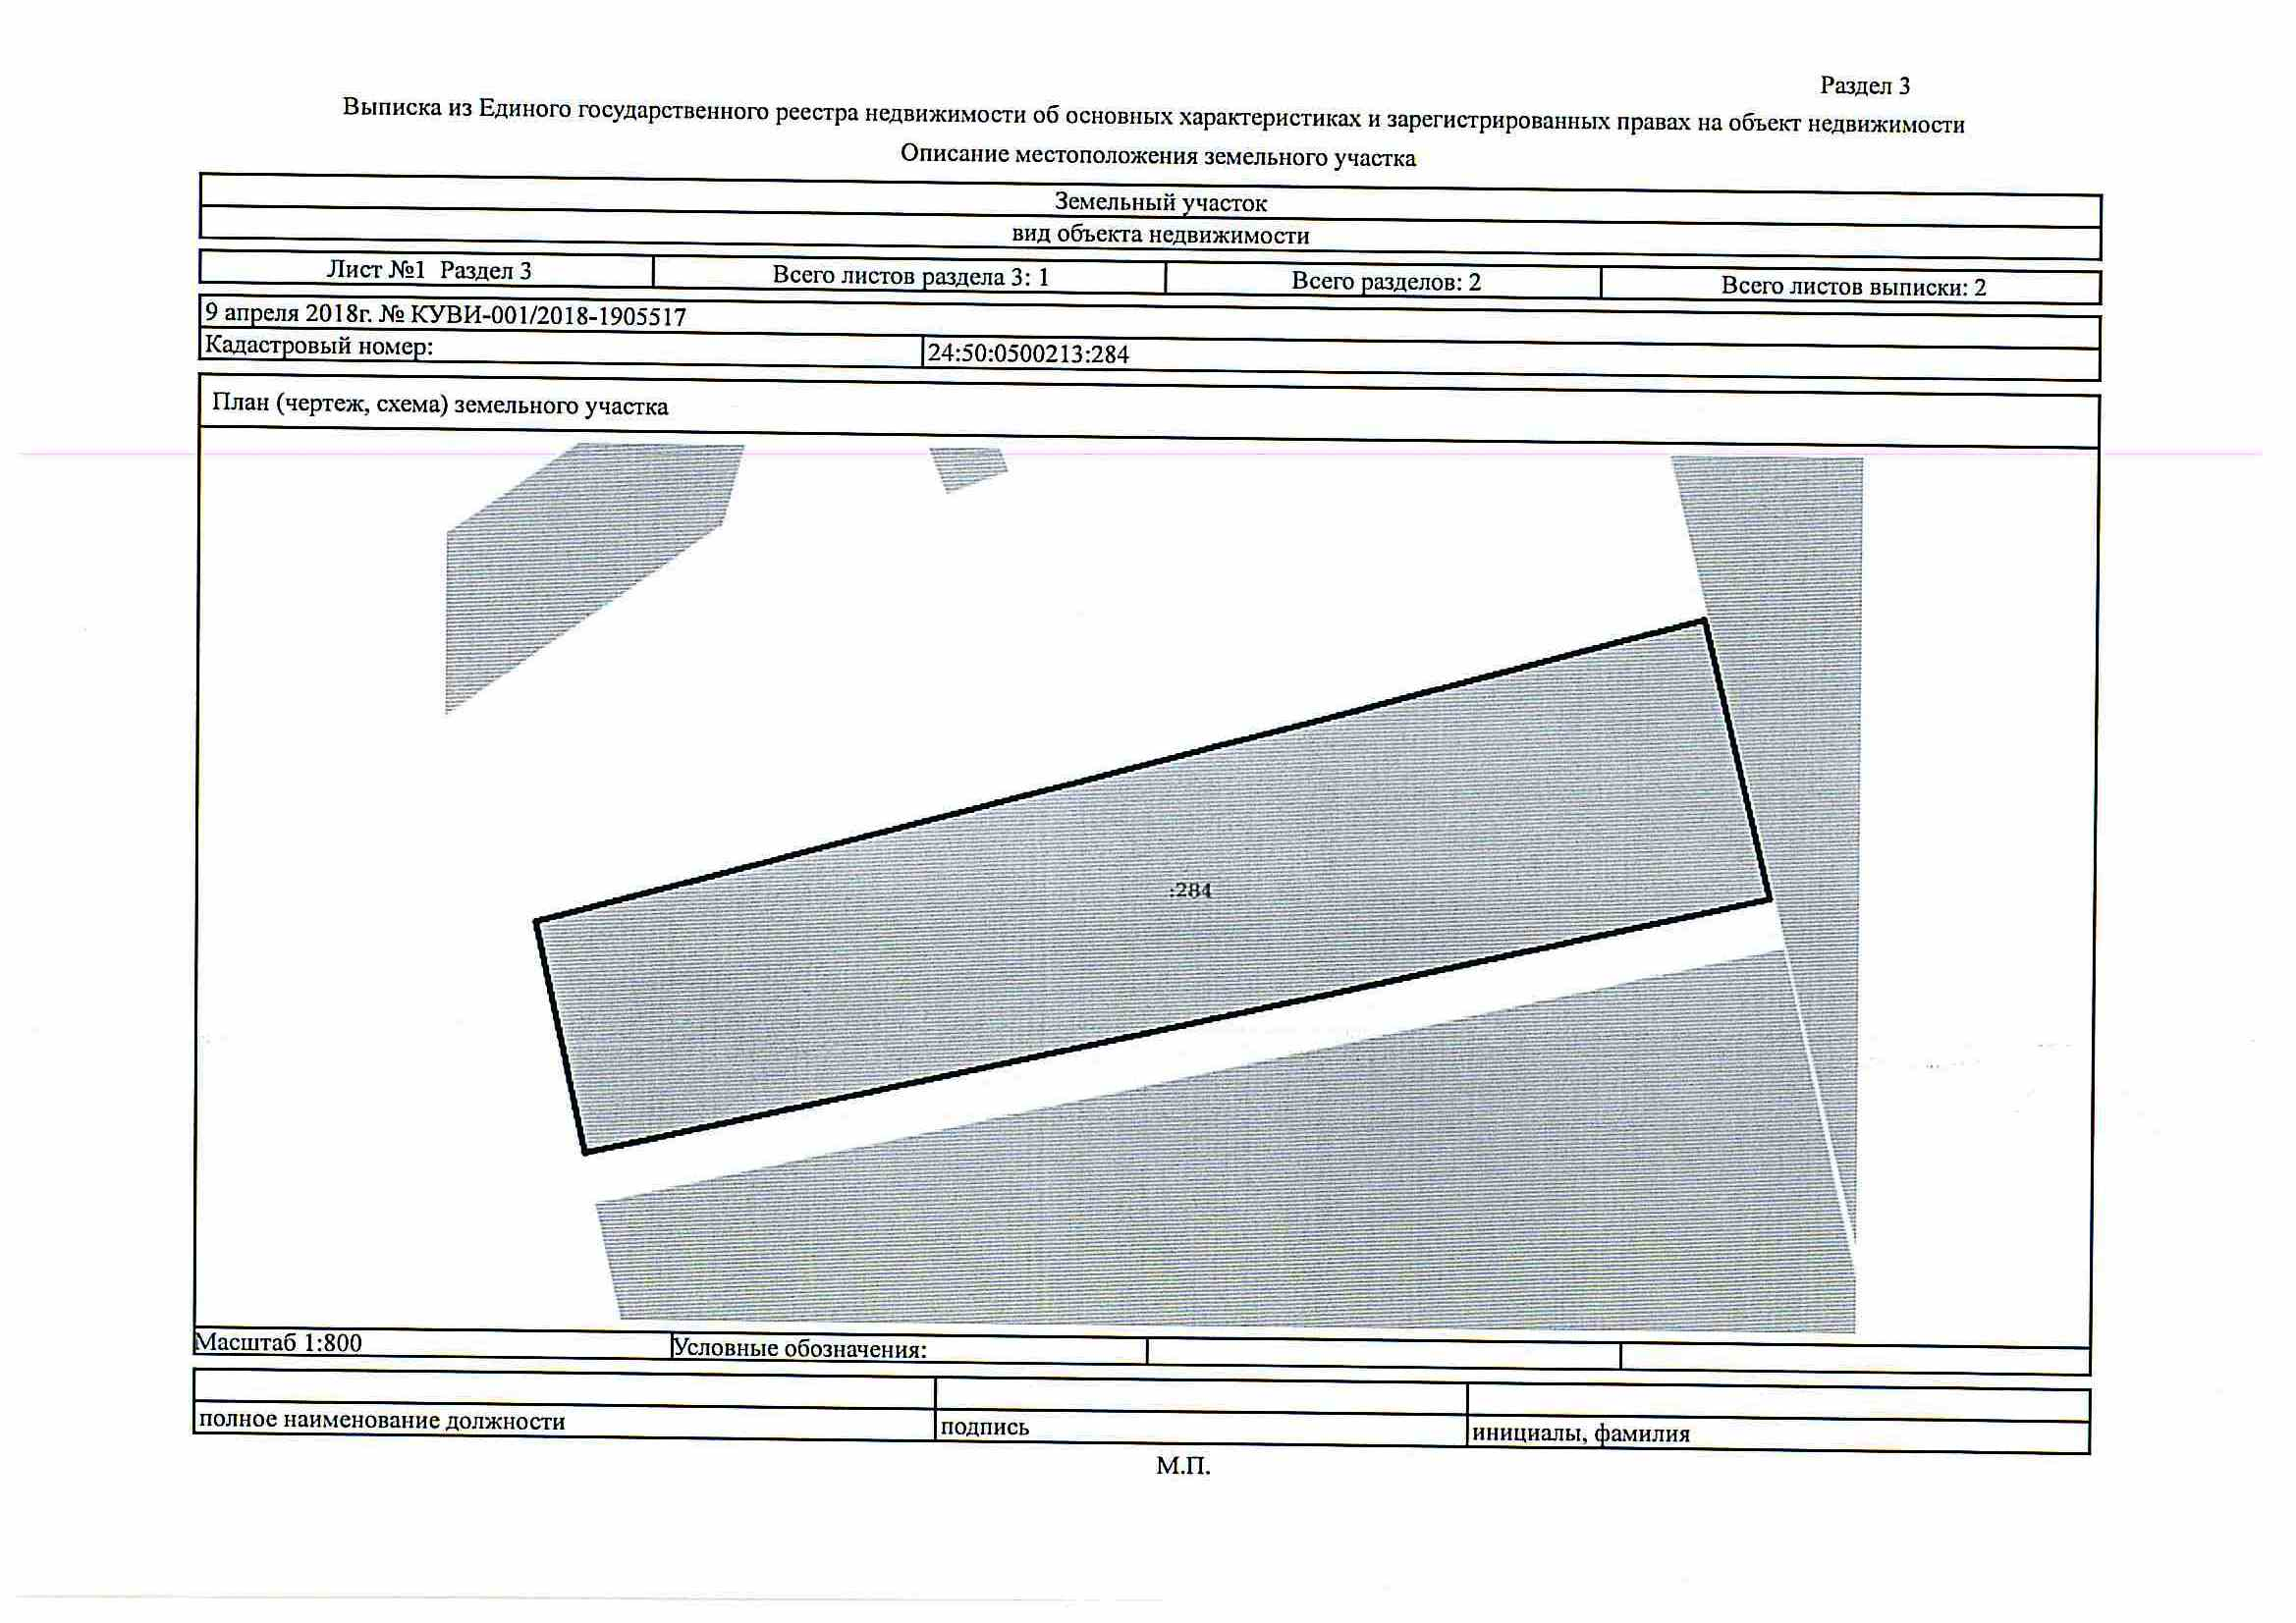 Раздел 3
Выписка из Единого государственного реестра недвижимости об основных характеристиках и зарегистрированных правах на объект недвижимости
Описание местоположения земельного участка
Земельный участок
вид объекта недвижимости
Лист №1 Раздел 3
Всего листов раздела 3: 1
Всего разделов: 2
Всего листов выписки: 2
9 апреля 2018г. № КУВИ-001/2018-1905517
Кадастровый номер:
24:50:0500213:284
План (чертеж, схема) земельного участка
:284
Масштаб 1:800
Условные обозначения:
полное наименование должности
подпись
инициалы, фамилия
М.П.